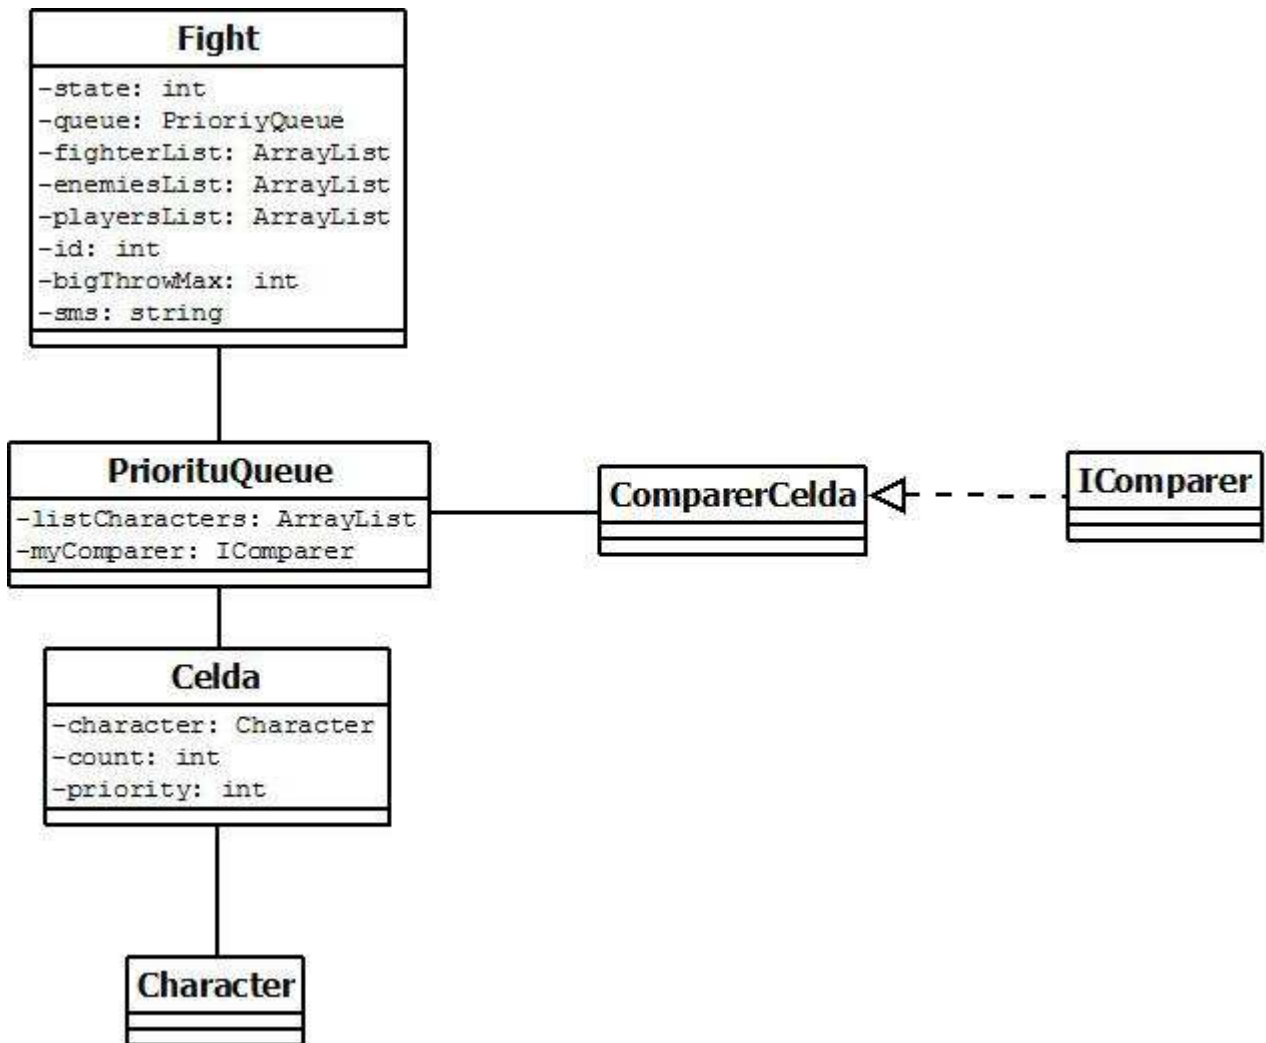 Fight
-state: int
-queue: PrioriyQueue
-fighterList: ArrayList
-enemiesList: ArrayList
-playersList: ArrayList
-id: int
-bigThrowMax: int
-sms: string
PriorituQueue
-listCharacters: ArrayList
-myComparer: IComparer
ComparerCelda
IComparer
Celda
-character: Character
-count: int
-priority: int
Character